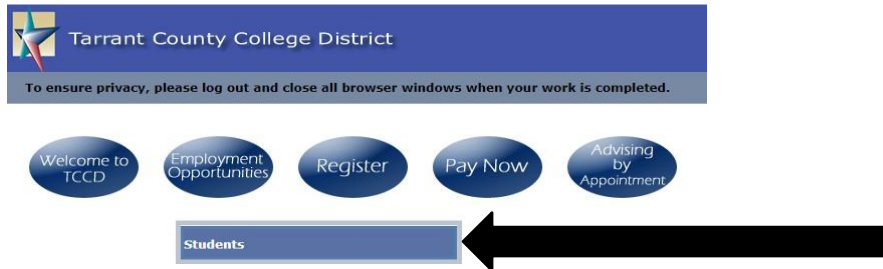 Tarrant County College District
To ensure privacy, please log out and close all browser windows when your work is completed.
Welcome to
TCCD
Employment
Opportunities
Register
Pay Now
Advising
by
Appointment
Students